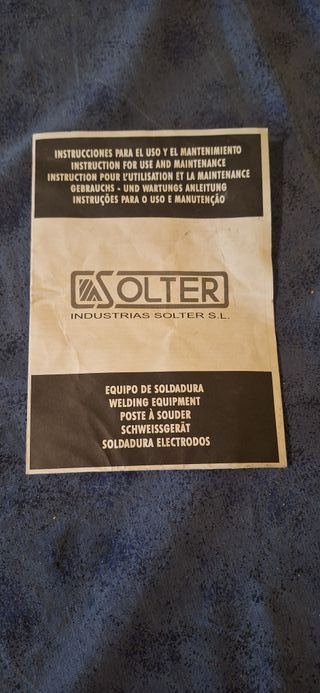 INSTRUCCIONES PARA EL USO Y EL MANTENIMIENTO
INSTRUCTION FOR USE AND MAINTENANCE
INSTRUCTION POUR L'UTILISATION ET LA MAINTENANCE
GEBRAUCHS - UND WARTUNGS ANLEITUNG
INSTRUÇÕES PARA O USO E MANUTENÇÃO
SOLTER
INDUSTRIAS SOLTER S.L.
EQUIPO DE SOLDADURA
WELDING EQUIPMENT
POSTE À SOUDER
SCHWEISSGERÄT
SOLDADURA ELECTRODOS